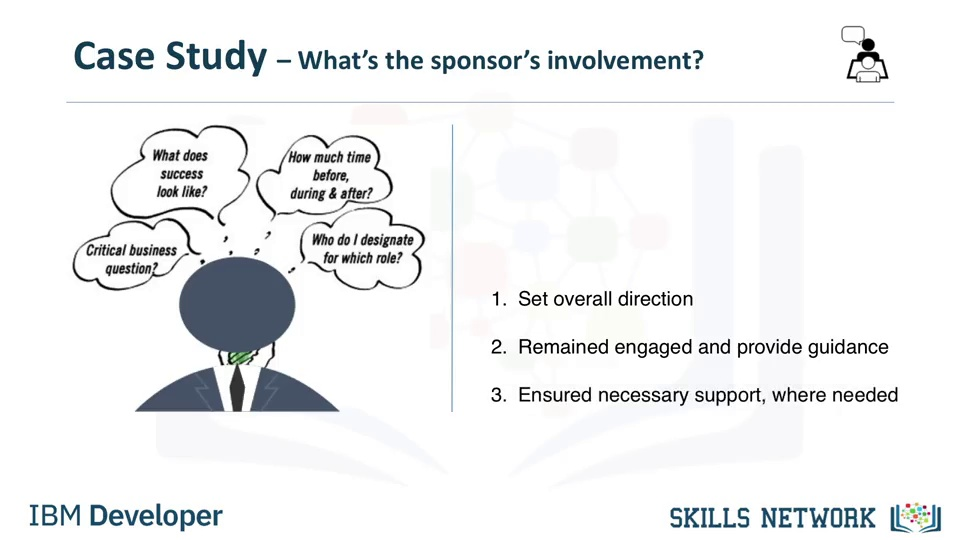 Case Study – What's the sponsor's involvement?
What does
success
look like?
How much time
before,
during & after?
Critical business
question?
Who do I designate
for which role?
1. Set overall direction
2. Remained engaged and provide guidance
3. Ensured necessary support, where needed
IBM Developer
SKILLS NETWORK